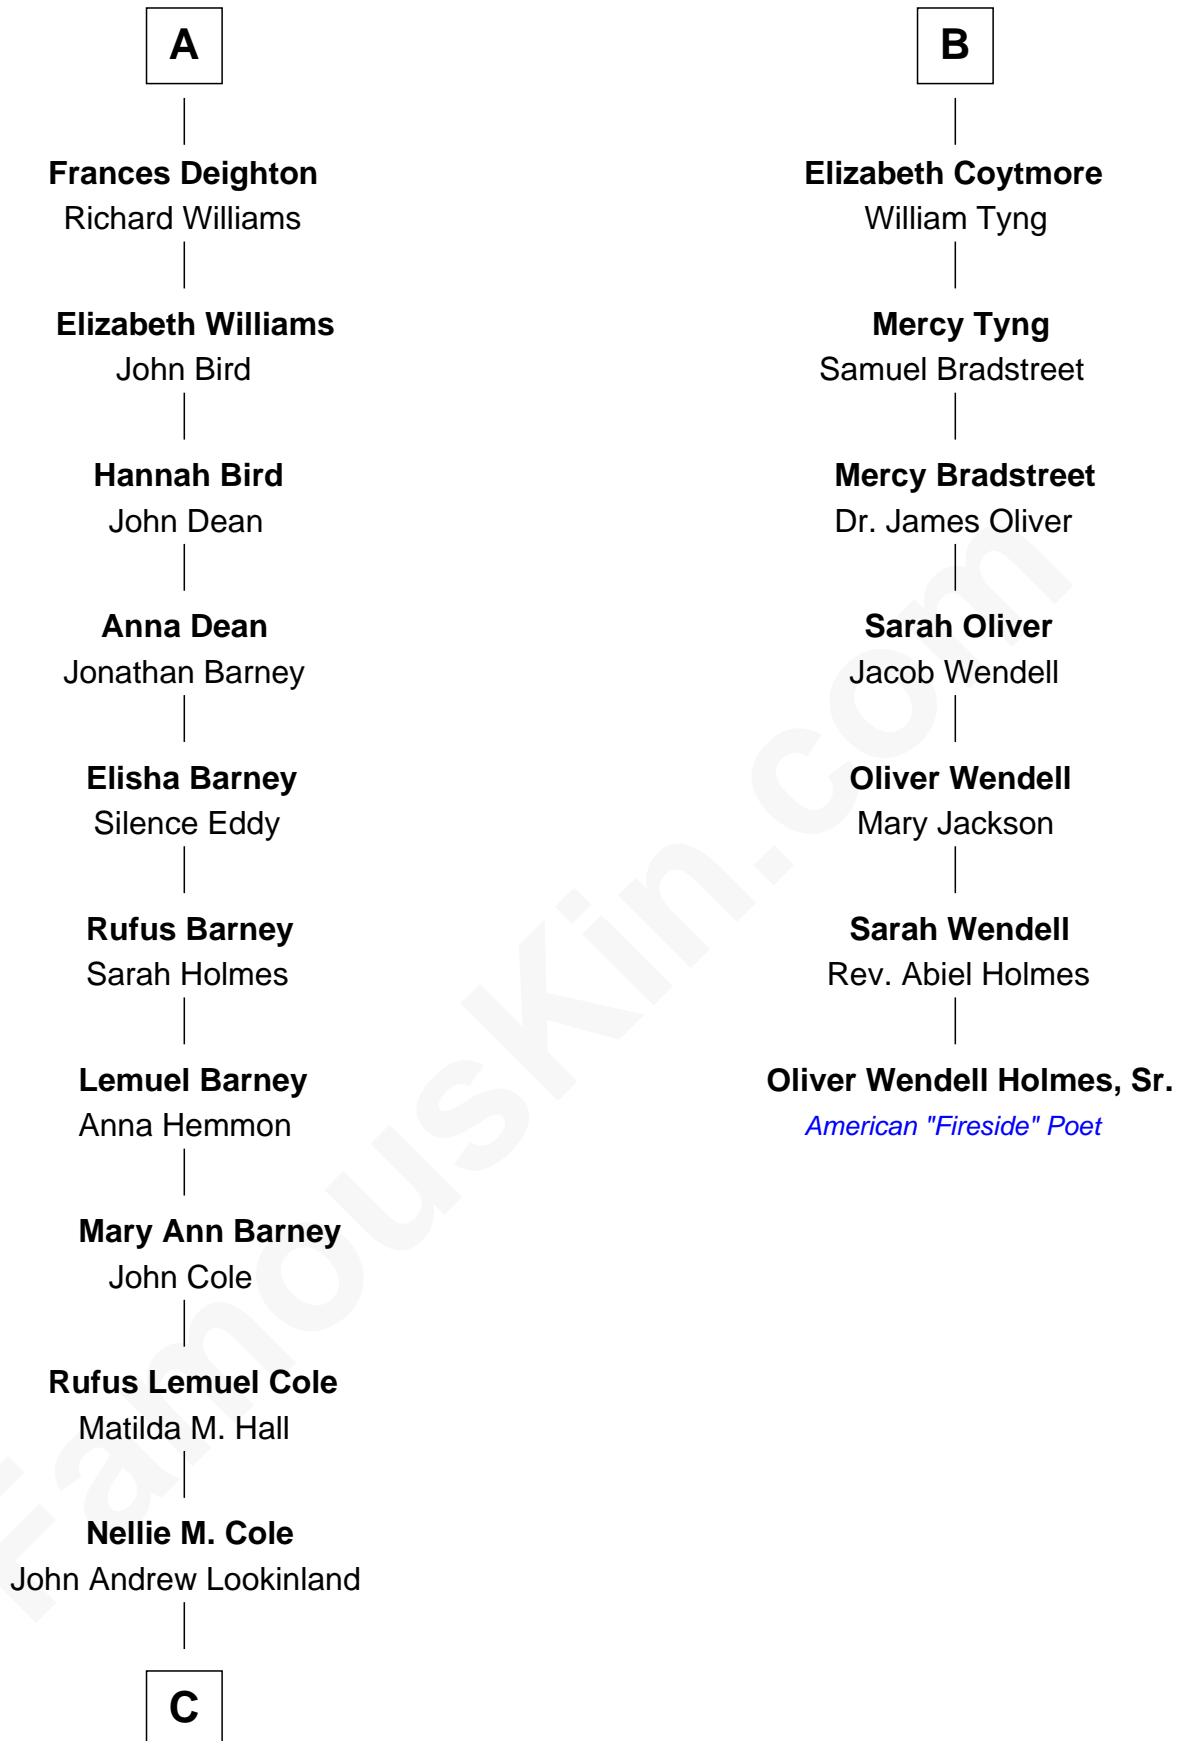 A
Frances Deighton
Richard Williams
Elizabeth Williams
John Bird
Hannah Bird
John Dean
Anna Dean
Jonathan Barney
Elisha Barney
Silence Eddy
Rufus Barney
Sarah Holmes
Lemuel Barney
Anna Hemmon
Mary Ann Barney
John Cole
Rufus Lemuel Cole
Matilda M. Hall
Nellie M. Cole
John Andrew Lookinland
C
B
Elizabeth Coytmore
William Tyng
Mercy Tyng
Samuel Bradstreet
Mercy Bradstreet
Dr. James Oliver
Sarah Oliver
Jacob Wendell
Oliver Wendell
Mary Jackson
Sarah Wendell
Rev. Abiel Holmes
Oliver Wendell Holmes, Sr.
American "Fireside" Poet
FamousKin.com